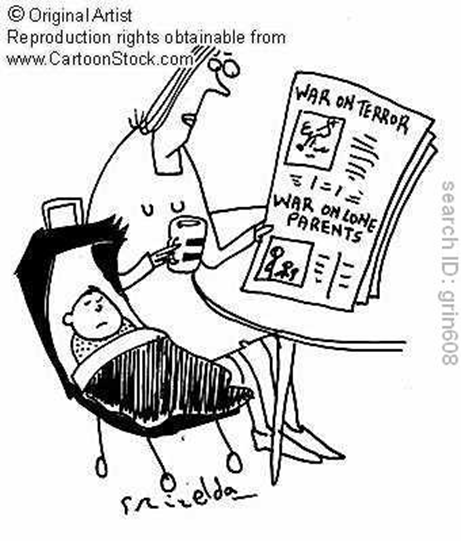 © Original Artist
Reproduction rights obtainable from
www.CartoonStock.com
WAR ON TERROR
WAR ON LONE
PARENTS
search ID: grin608
Grizelda